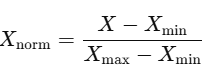 X_norm = (X − X_min) / (X_max − X_min)